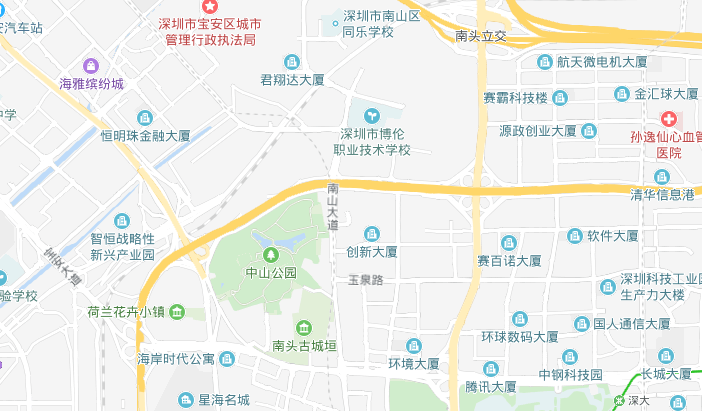 安汽车站
深圳市宝安区城市
管理行政执法局
深圳市南山区
同乐学校
南头立交
航天微电机大厦
海雅缤纷城
君翔达大厦
赛霸科技楼
金汇球大厦
中学
恒明珠金融大厦
深圳市博伦
职业技术学校
源政创业大厦
孙逸仙心血管
医院
清华信息港
南山大道
智恒战略性
新兴产业园
宝安大道
创新大厦
赛百诺大厦
软件大厦
中山公园
玉泉路
验学校
深圳科技工业园
生产力大楼
荷兰花卉小镇
南头古城垣
环球数码大厦
国人通信大厦
海岸时代公寓
环境大厦
中钢科技园
长城大厦
腾讯大厦
星海名城
深大